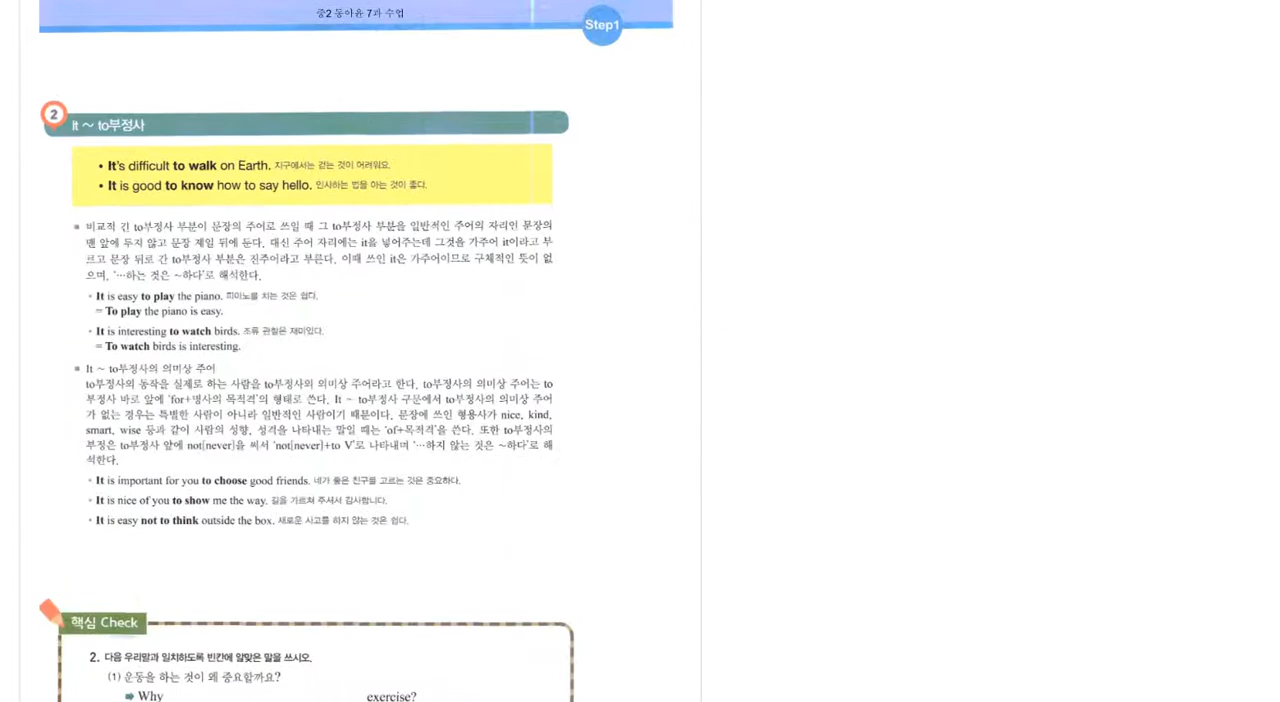 중2 동아윤 7과 수업
Step1
2
It ~ to부정사
• It's difficult to walk on Earth. 지구에서는 걷는 것이 어려워요.
• It is good to know how to say hello. 인사하는 법을 아는 것이 좋다.
■ 비교적 긴 to부정사 부분이 문장의 주어로 쓰일 때 그 to부정사 부분을 일반적인 주어의 자리인 문장의
맨 앞에 두지 않고 문장 제일 뒤에 둔다. 대신 주어 자리에는 it을 넣어주는데 그것을 가주어 it이라고 부
르고 문장 뒤로 간 to부정사 부분은 진주어라고 부른다. 이때 쓰인 it은 가주어이므로 구체적인 뜻이 없
으며, '…하는 것은 ~하다'로 해석한다.
• It is easy to play the piano. 피아노를 치는 것은 쉽다.
= To play the piano is easy.
• It is interesting to watch birds. 조류 관찰은 재미있다.
= To watch birds is interesting.
■ It ~ to부정사의 의미상 주어
to부정사의 동작을 실제로 하는 사람을 to부정사의 의미상 주어라고 한다. to부정사의 의미상 주어는 to
부정사 바로 앞에 'for+명사의 목적격'의 형태로 쓴다. It ~ to부정사 구문에서 to부정사의 의미상 주어
가 없는 경우는 특별한 사람이 아니라 일반적인 사람이기 때문이다. 문장에 쓰인 형용사가 nice, kind,
smart, wise 등과 같이 사람의 성향, 성격을 나타내는 말일 때는 'of+목적격'을 쓴다. 또한 to부정사의
부정은 to부정사 앞에 not[never]을 써서 'not[never]+to V'로 나타내며 '…하지 않는 것은 ~하다'로 해
석한다.
• It is important for you to choose good friends. 네가 좋은 친구를 고르는 것은 중요하다.
• It is nice of you to show me the way. 길을 가르쳐 주셔서 감사합니다.
• It is easy not to think outside the box. 새로운 사고를 하지 않는 것은 쉽다.
핵심 Check
2. 다음 우리말과 일치하도록 빈칸에 알맞은 말을 쓰시오.
(1) 운동을 하는 것이 왜 중요할까요?
➡ Why exercise?